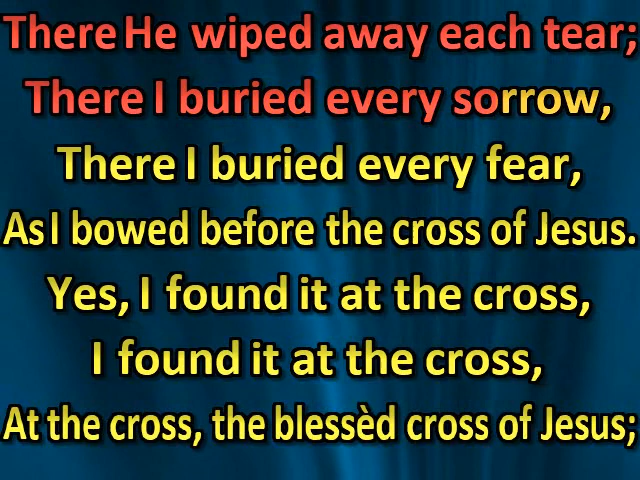 There He wiped away each tear;
There I buried every sorrow,
There I buried every fear,
As I bowed before the cross of Jesus.
Yes, I found it at the cross,
I found it at the cross,
At the cross, the blessèd cross of Jesus;